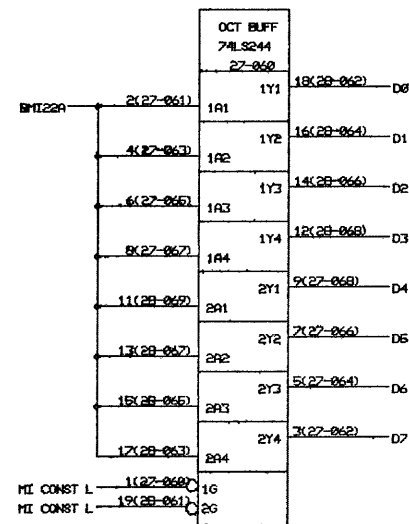 OCT BUFF
74LS244
27-060
2(27-061) 1A1 1Y1 18(28-062) D0
4(27-063) 1A2 1Y2 16(28-064) D1
6(27-065) 1A3 1Y3 14(28-066) D2
8(27-067) 1A4 1Y4 12(28-068) D3
11(28-069) 2A1 2Y1 9(27-068) D4
13(28-067) 2A2 2Y2 7(27-066) D5
15(28-065) 2A3 2Y3 5(27-064) D6
17(28-063) 2A4 2Y4 3(27-062) D7
MI CONST L 1(27-060) 1G
MI CONST L 19(28-061) 2G